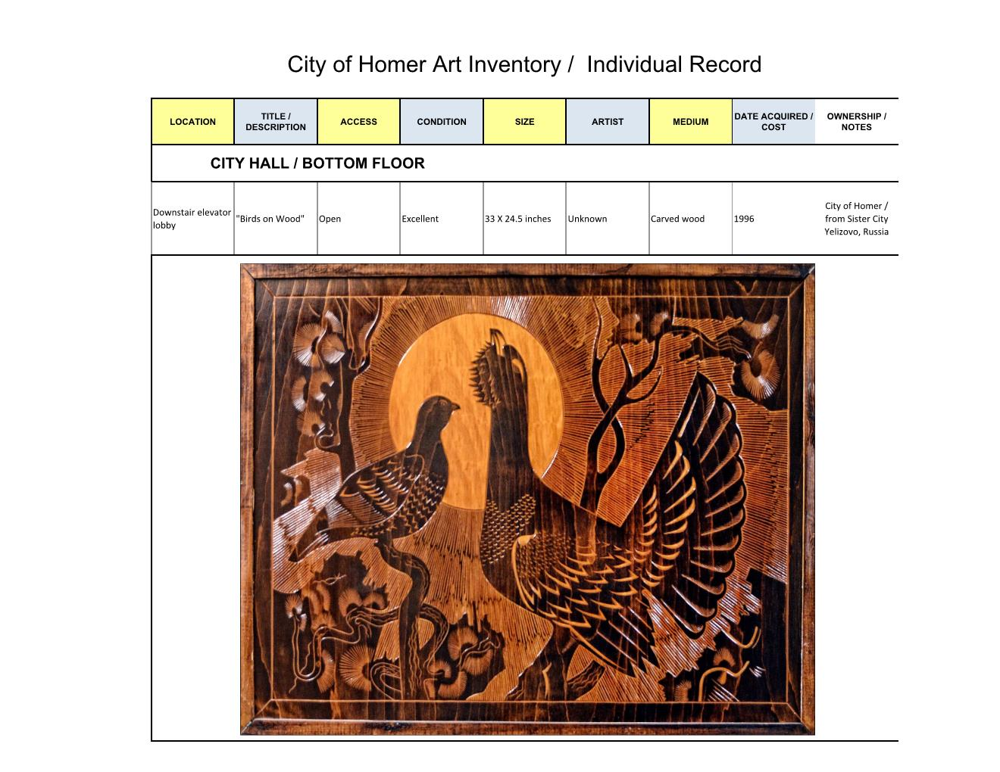 City of Homer Art Inventory /  Individual Record
LOCATION
TITLE /
DESCRIPTION
ACCESS
CONDITION
SIZE
ARTIST
MEDIUM
DATE ACQUIRED /
COST
OWNERSHIP /
NOTES
CITY HALL / BOTTOM FLOOR
Downstair elevator
lobby
"Birds on Wood"
Open
Excellent
33 X 24.5 inches
Unknown
Carved wood
1996
City of Homer /
from Sister City
Yelizovo, Russia